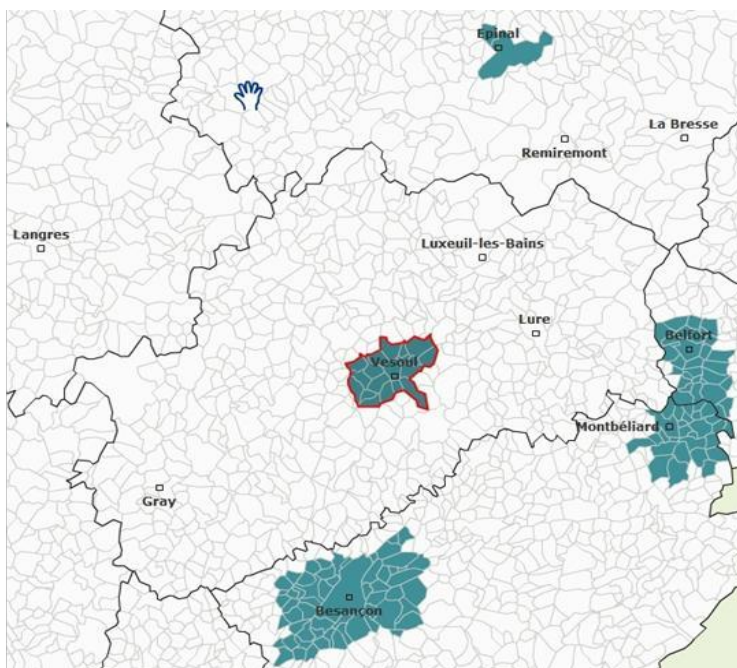 Epinal
La Bresse
Remiremont
Langres
Luxeuil-les-Bains
Lure
Belfort
Vesoul
Montbéliard
Gray
Besançon